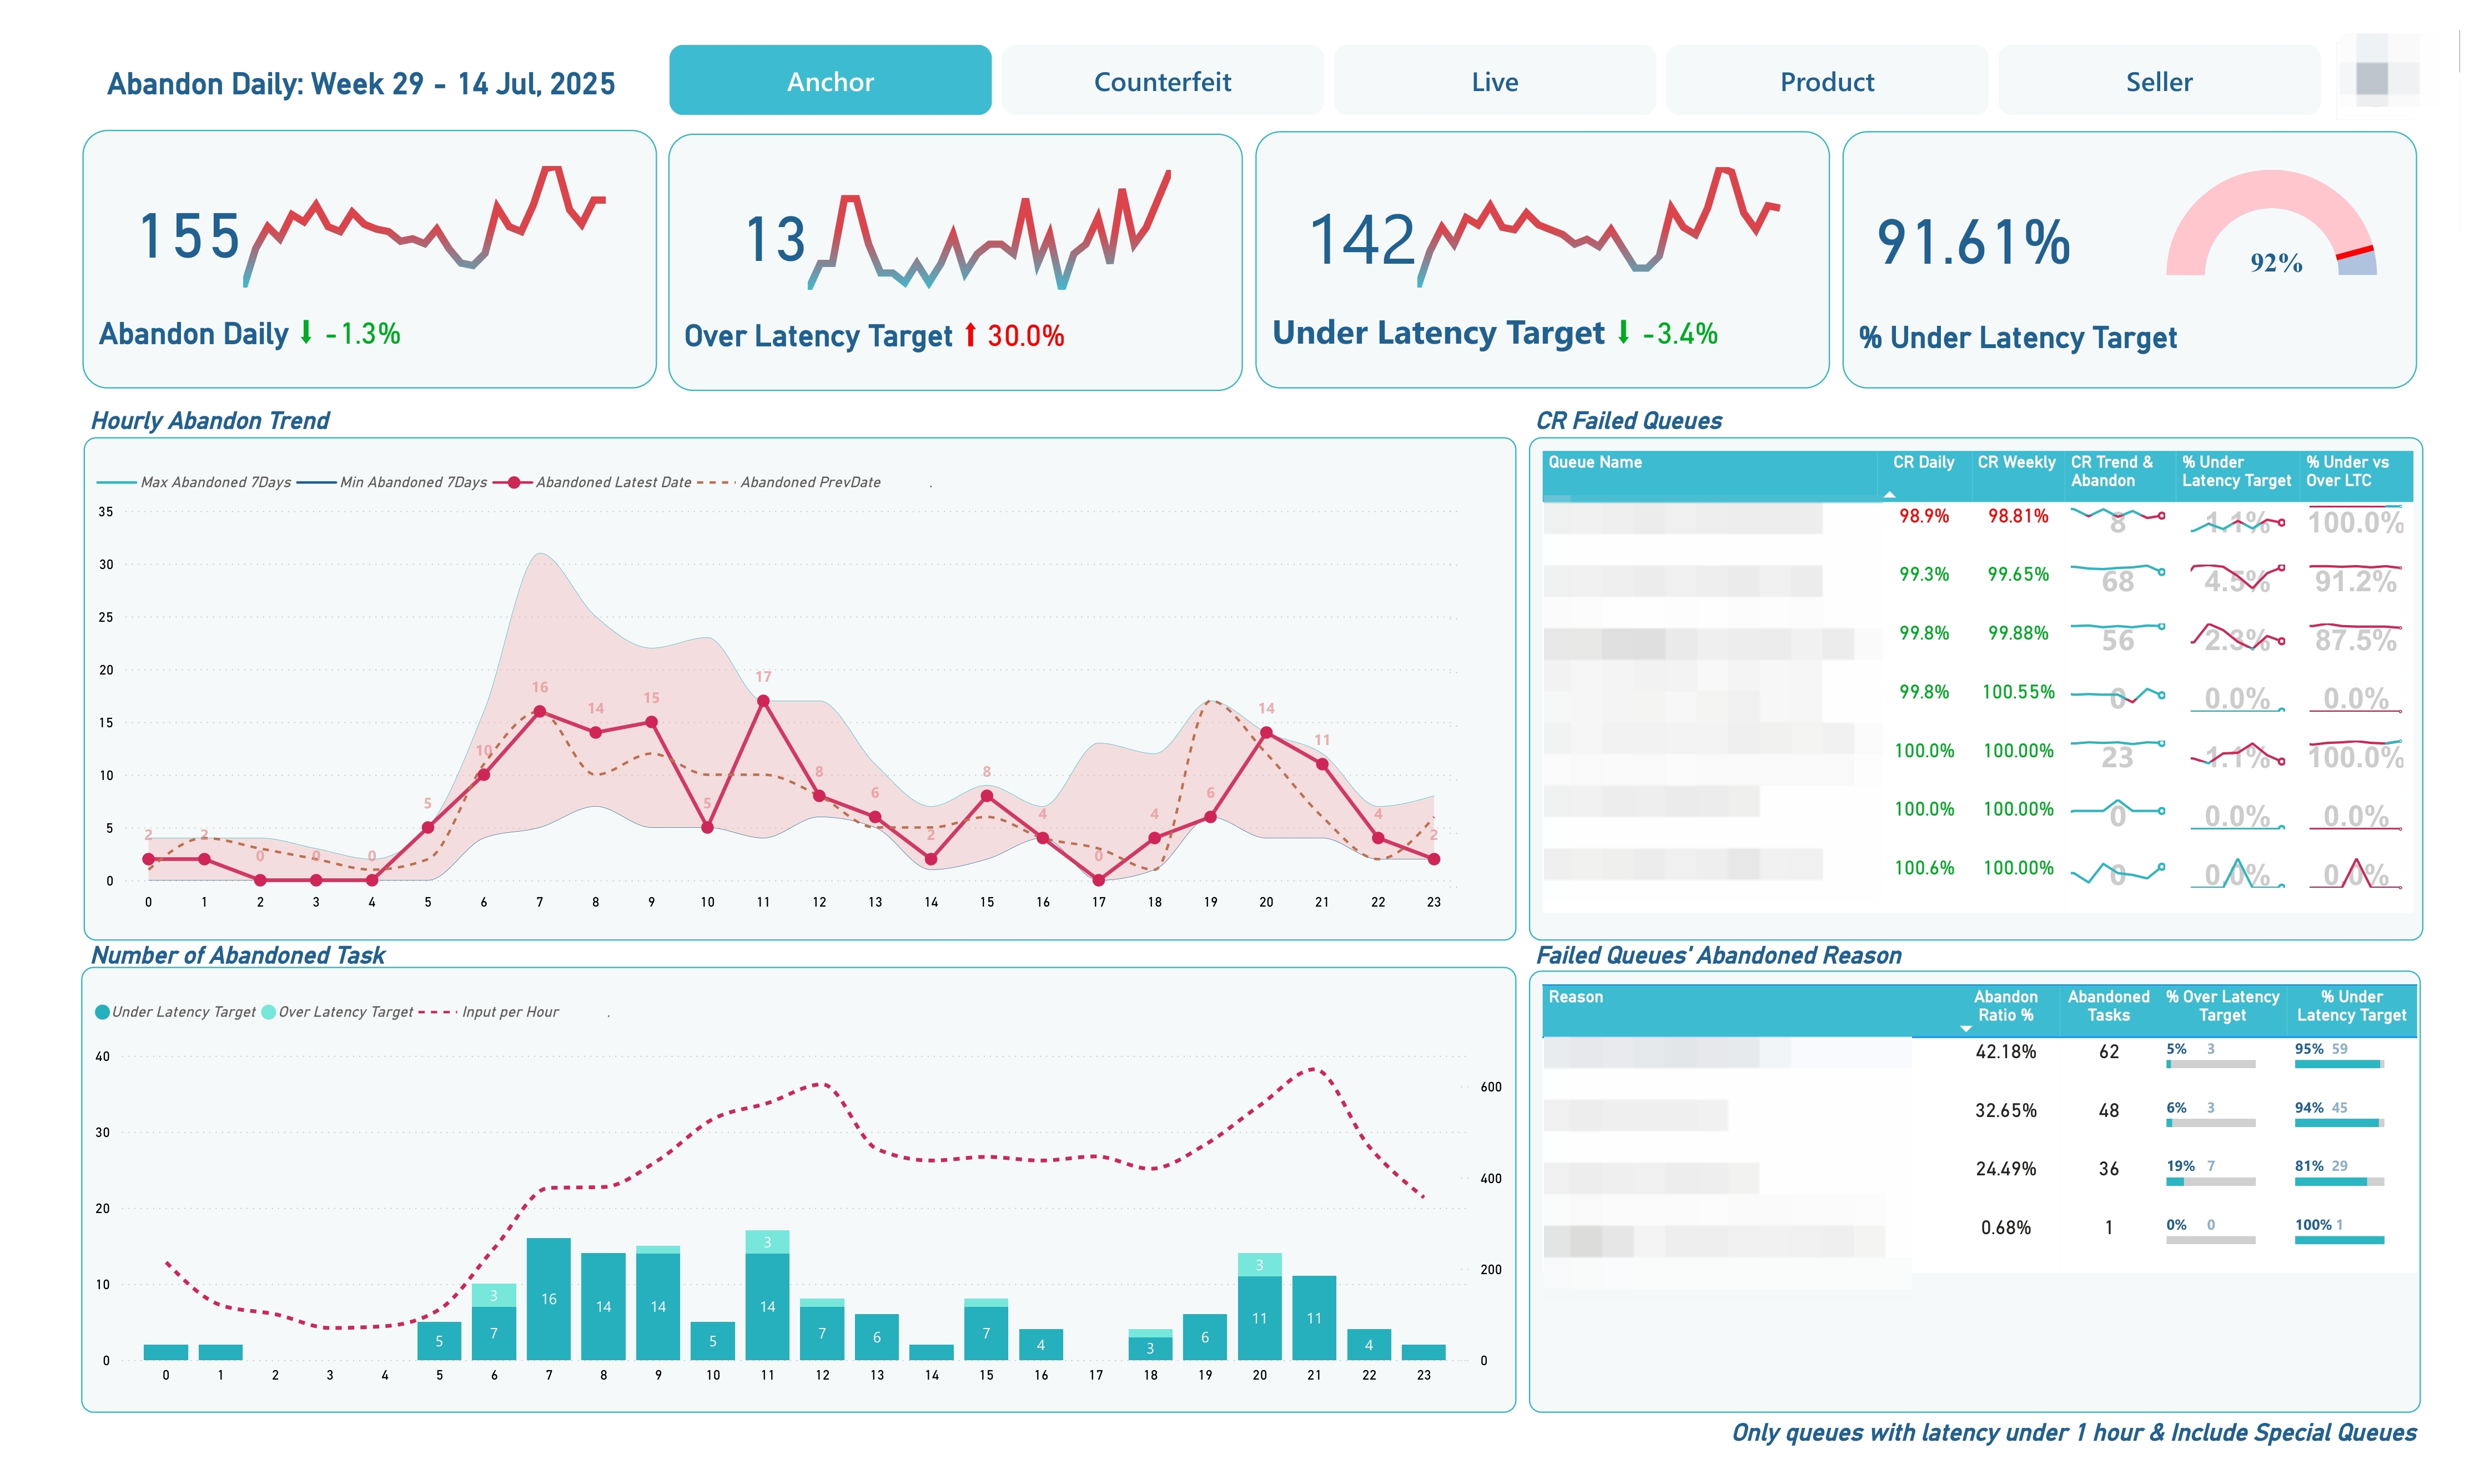 Abandon Daily: Week 29 - 14 Jul, 2025
Anchor
Counterfeit
Live
Product
Seller
155
Abandon Daily ⬇ -1.3%
13
Over Latency Target ⬆ 30.0%
142
Under Latency Target ⬇ -3.4%
91.61%
92%
% Under Latency Target
Hourly Abandon Trend
Max Abandoned 7Days Min Abandoned 7Days Abandoned Latest Date Abandoned PrevDate .
35
30
25
20
15
10
5
0
2 2 0 0 0 5 10 16 14 15 5 17 8 6 2 8 4 0 4 6 14 11 4 2
0 1 2 3 4 5 6 7 8 9 10 11 12 13 14 15 16 17 18 19 20 21 22 23
CR Failed Queues
Queue Name CR Daily CR Weekly CR Trend & Abandon % Under Latency Target % Under vs Over LTC
98.9% 98.81% 8 1.1% 100.0%
99.3% 99.65% 68 4.5% 91.2%
99.8% 99.88% 56 2.3% 87.5%
99.8% 100.55% 0 0.0% 0.0%
100.0% 100.00% 23 1.1% 100.0%
100.0% 100.00% 0 0.0% 0.0%
100.6% 100.00% 0 0.0% 0.0%
Number of Abandoned Task
Under Latency Target Over Latency Target Input per Hour .
40
30
20
10
0
600
400
200
0
3 3 3
5 7 16 14 14 5 14 7 6 7 4 3 6 11 11 4
0 1 2 3 4 5 6 7 8 9 10 11 12 13 14 15 16 17 18 19 20 21 22 23
Failed Queues' Abandoned Reason
Reason Abandon Ratio % Abandoned Tasks % Over Latency Target % Under Latency Target
42.18% 62 5% 3 95% 59
32.65% 48 6% 3 94% 45
24.49% 36 19% 7 81% 29
0.68% 1 0% 0 100% 1
Only queues with latency under 1 hour & Include Special Queues